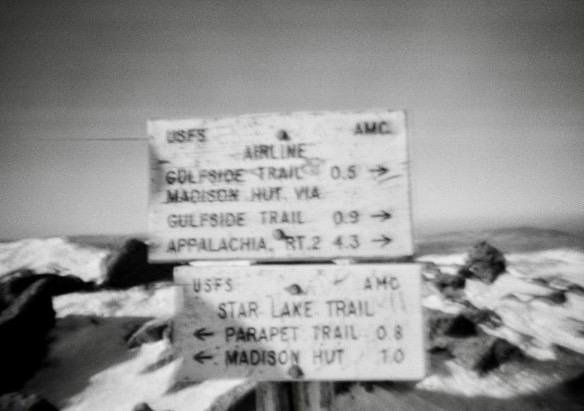 USFS AMC
AIRLINE
GULFSIDE TRAIL 0.5 →
MADISON HUT VIA
GULFSIDE TRAIL 0.9 →
APPALACHIA, RT.2 4.3 →
USFS AMC
STAR LAKE TRAIL
← PARAPET TRAIL 0.8
← MADISON HUT 1.0